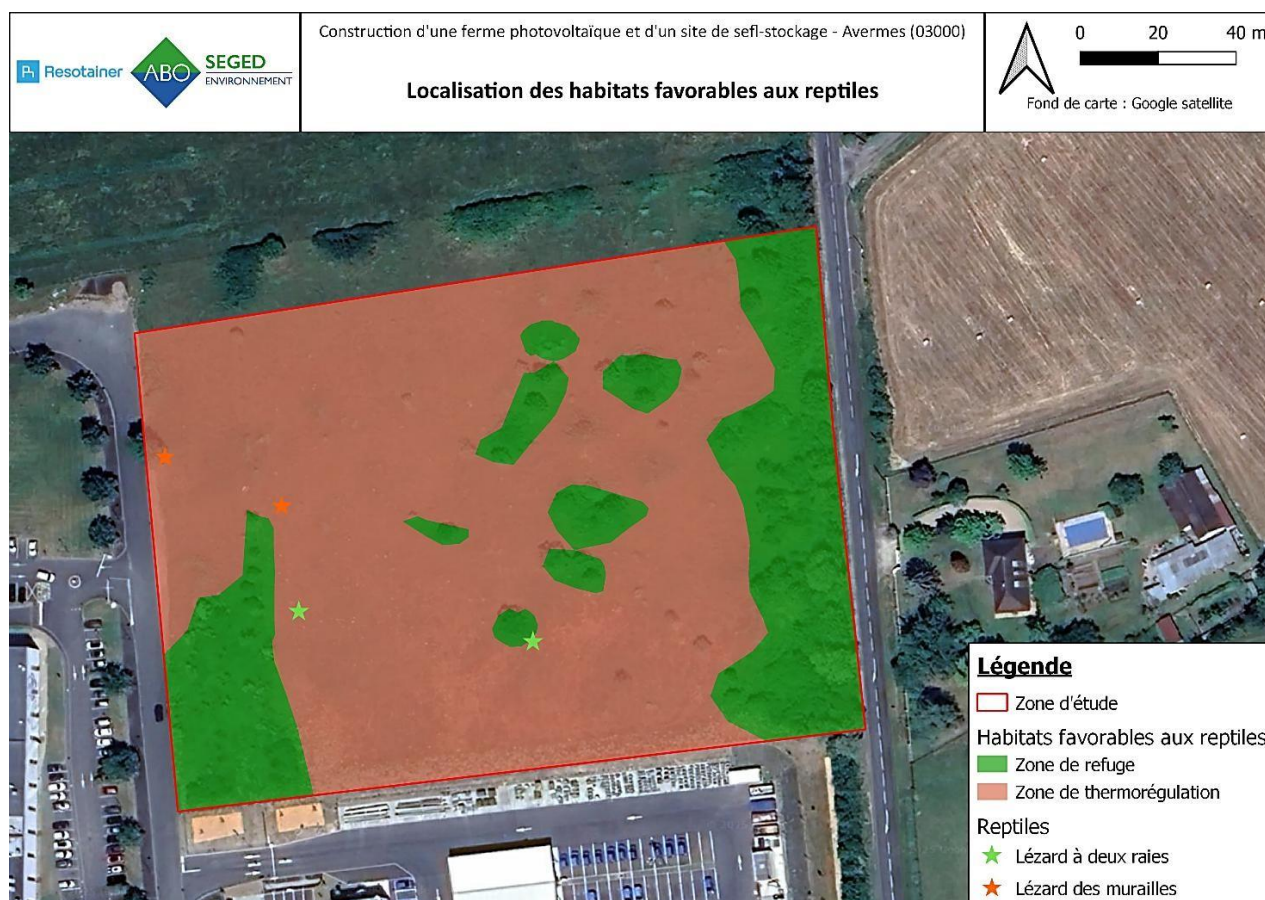 Resotainer
ABO
SEGED
ENVIRONNEMENT
Construction d'une ferme photovoltaïque et d'un site de sefl-stockage - Avermes (03000)
Localisation des habitats favorables aux reptiles
0 20 40 m
Fond de carte : Google satellite
Légende
Zone d'étude
Habitats favorables aux reptiles
Zone de refuge
Zone de thermorégulation
Reptiles
Lézard à deux raies
Lézard des murailles